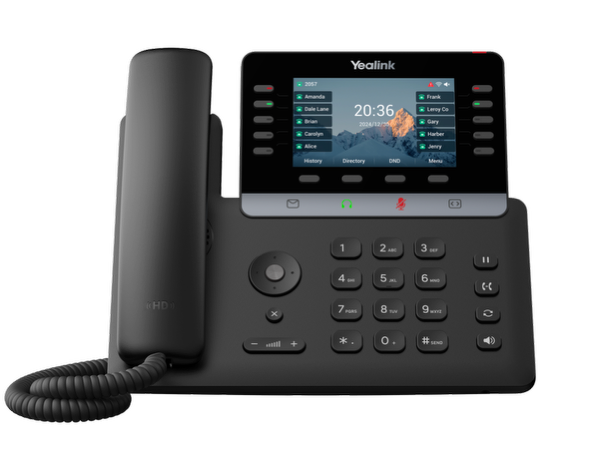 Yealink
2007
Amanda
Frank
Dale Lane
20:36
Leroy Co
Brian
Gary
Carolyn
Harber
Alice
Jenny
History Directory DND Menu
1 2 ABC 3 DEF
4 GHI 5 JKL 6 MNO
7 PQRS 8 TUV 9 WXYZ
* . 0 + # SEND
HD
− +